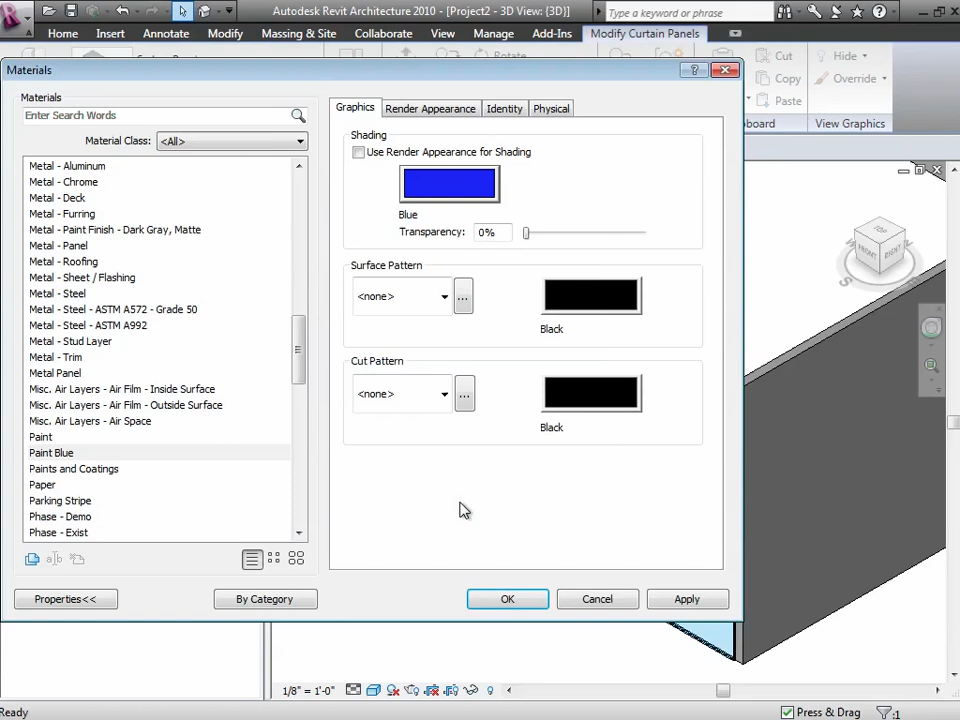 Autodesk Revit Architecture 2010 - [Project2 - 3D View: {3D}]
Type a keyword or phrase
Home Insert Annotate Modify Massing & Site Collaborate View Manage Add-Ins Modify Curtain Panels
Rotate
Cut
Hide
Copy
Override
Paste
View Graphics
Materials
Materials
Enter Search Words
Material Class: <All>
Metal - Aluminum
Metal - Chrome
Metal - Deck
Metal - Furring
Metal - Paint Finish - Dark Gray, Matte
Metal - Panel
Metal - Roofing
Metal - Sheet / Flashing
Metal - Steel
Metal - Steel - ASTM A572 - Grade 50
Metal - Steel - ASTM A992
Metal - Stud Layer
Metal - Trim
Metal Panel
Misc. Air Layers - Air Film - Inside Surface
Misc. Air Layers - Air Film - Outside Surface
Misc. Air Layers - Air Space
Paint
Paint Blue
Paints and Coatings
Paper
Parking Stripe
Phase - Demo
Phase - Exist
Properties<<
By Category
Graphics Render Appearance Identity Physical
Shading
Use Render Appearance for Shading
Blue
Transparency: 0%
Surface Pattern
<none> ...
Black
Cut Pattern
<none> ...
Black
OK Cancel Apply
TOP
FRONT RIGHT
W
S
1/8" = 1'-0"
Ready
Press & Drag
:1